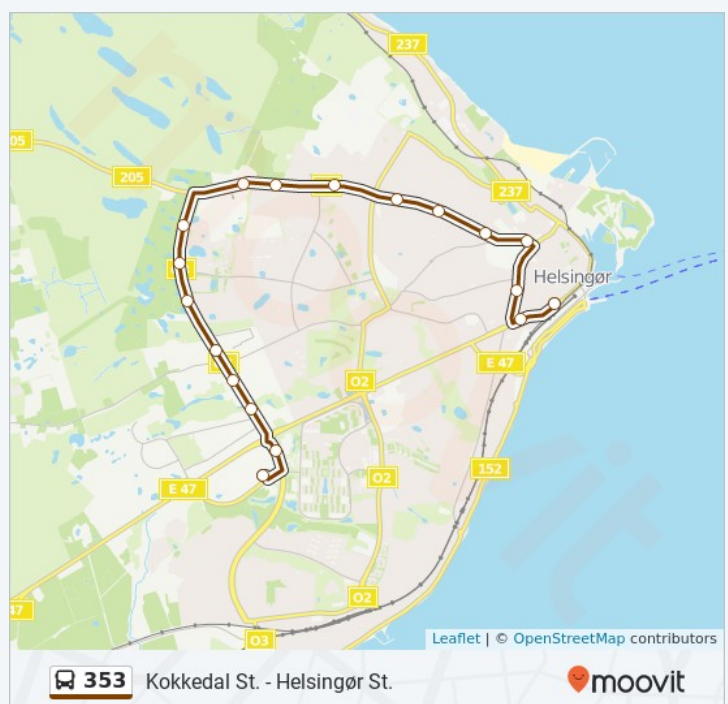 237
05
205
237
Helsingør
E 47
O2
O2
152
E 47
47
O2
O3
Leaflet | © OpenStreetMap contributors
353 Kokkedal St. - Helsingør St.
moovit